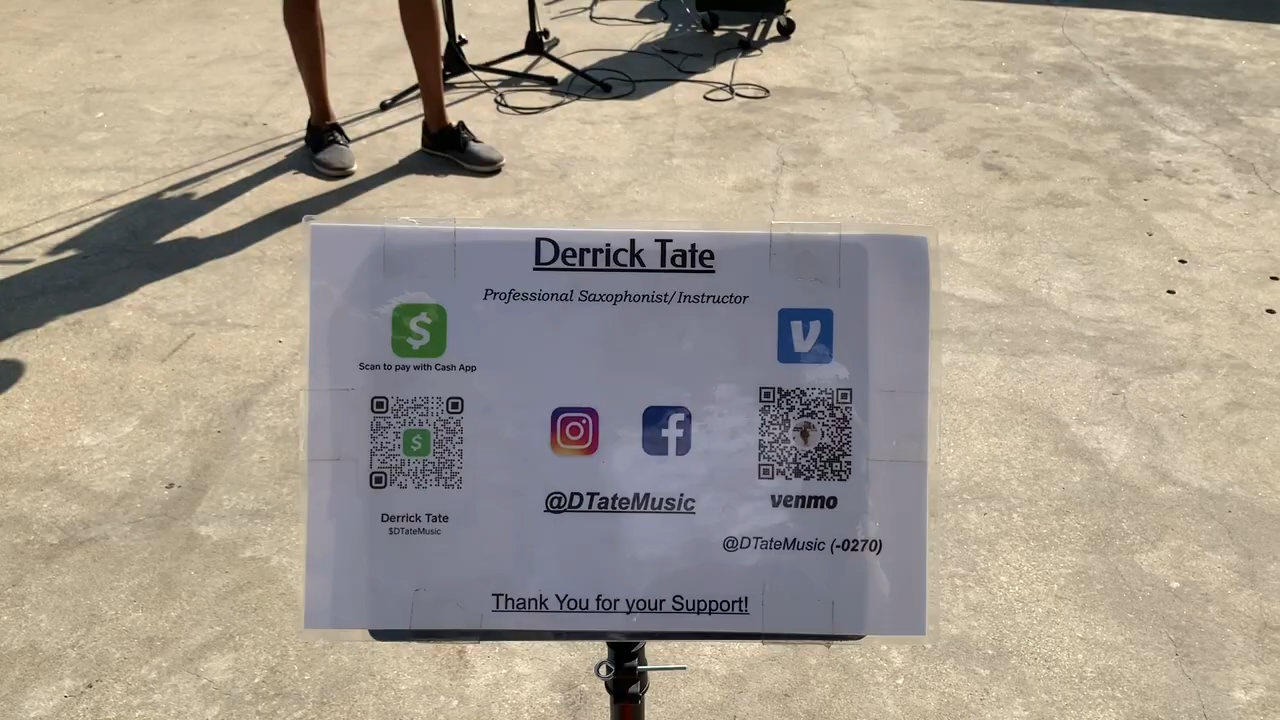 Derrick Tate
Professional Saxophonist/Instructor
Scan to pay with Cash App
Derrick Tate
$DTateMusic
@DTateMusic
venmo
@DTateMusic (-0270)
Thank You for your Support!